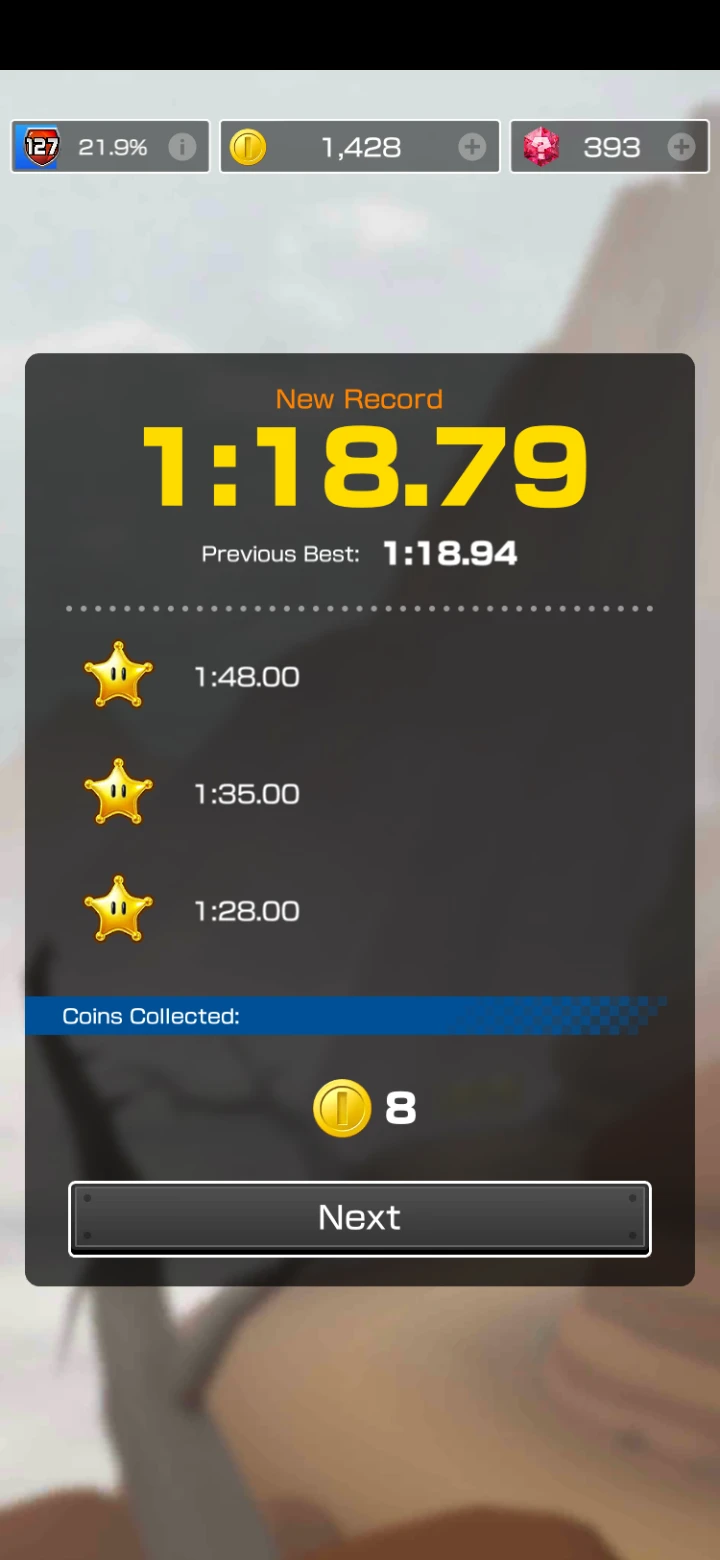 127 21.9% i 1,428 + ? 393 +
New Record
1:18.79
Previous Best: 1:18.94
1:48.00
1:35.00
1:28.00
Coins Collected:
8
Next